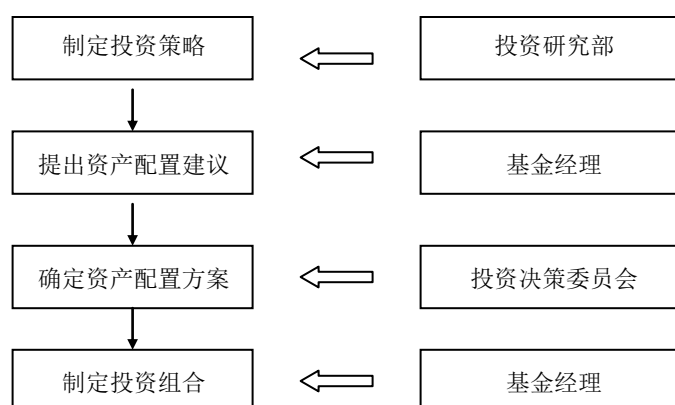 制定投资策略
投资研究部
提出资产配置建议
基金经理
确定资产配置方案
投资决策委员会
制定投资组合
基金经理